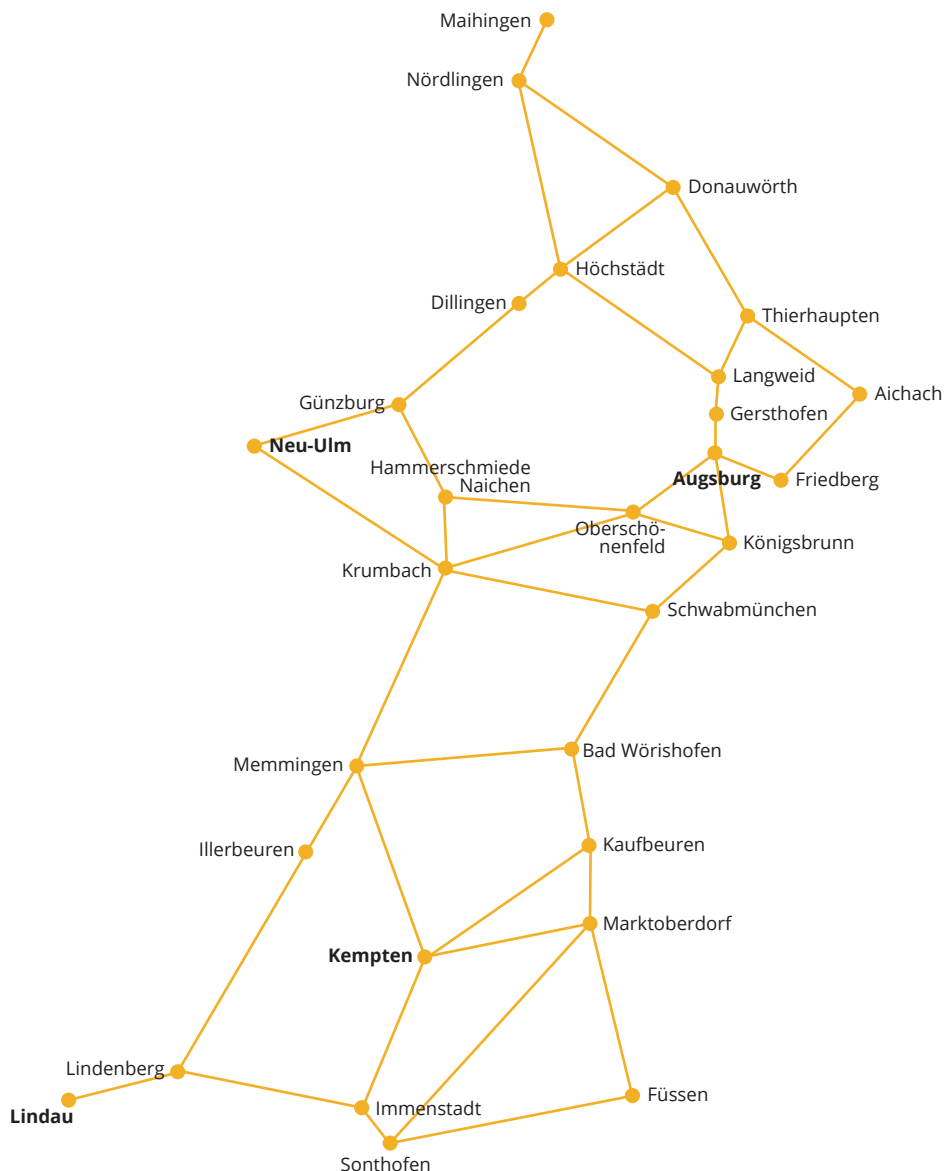 Maihingen
Nördlingen
Donauwörth
Höchstädt
Dillingen
Thierhaupten
Langweid
Aichach
Günzburg
Gersthofen
Neu-Ulm
Hammerschmiede
Naichen
Augsburg
Friedberg
Oberschö-
nenfeld
Königsbrunn
Krumbach
Schwabmünchen
Memmingen
Bad Wörishofen
Illerbeuren
Kaufbeuren
Marktoberdorf
Kempten
Lindenberg
Lindau
Immenstadt
Füssen
Sonthofen